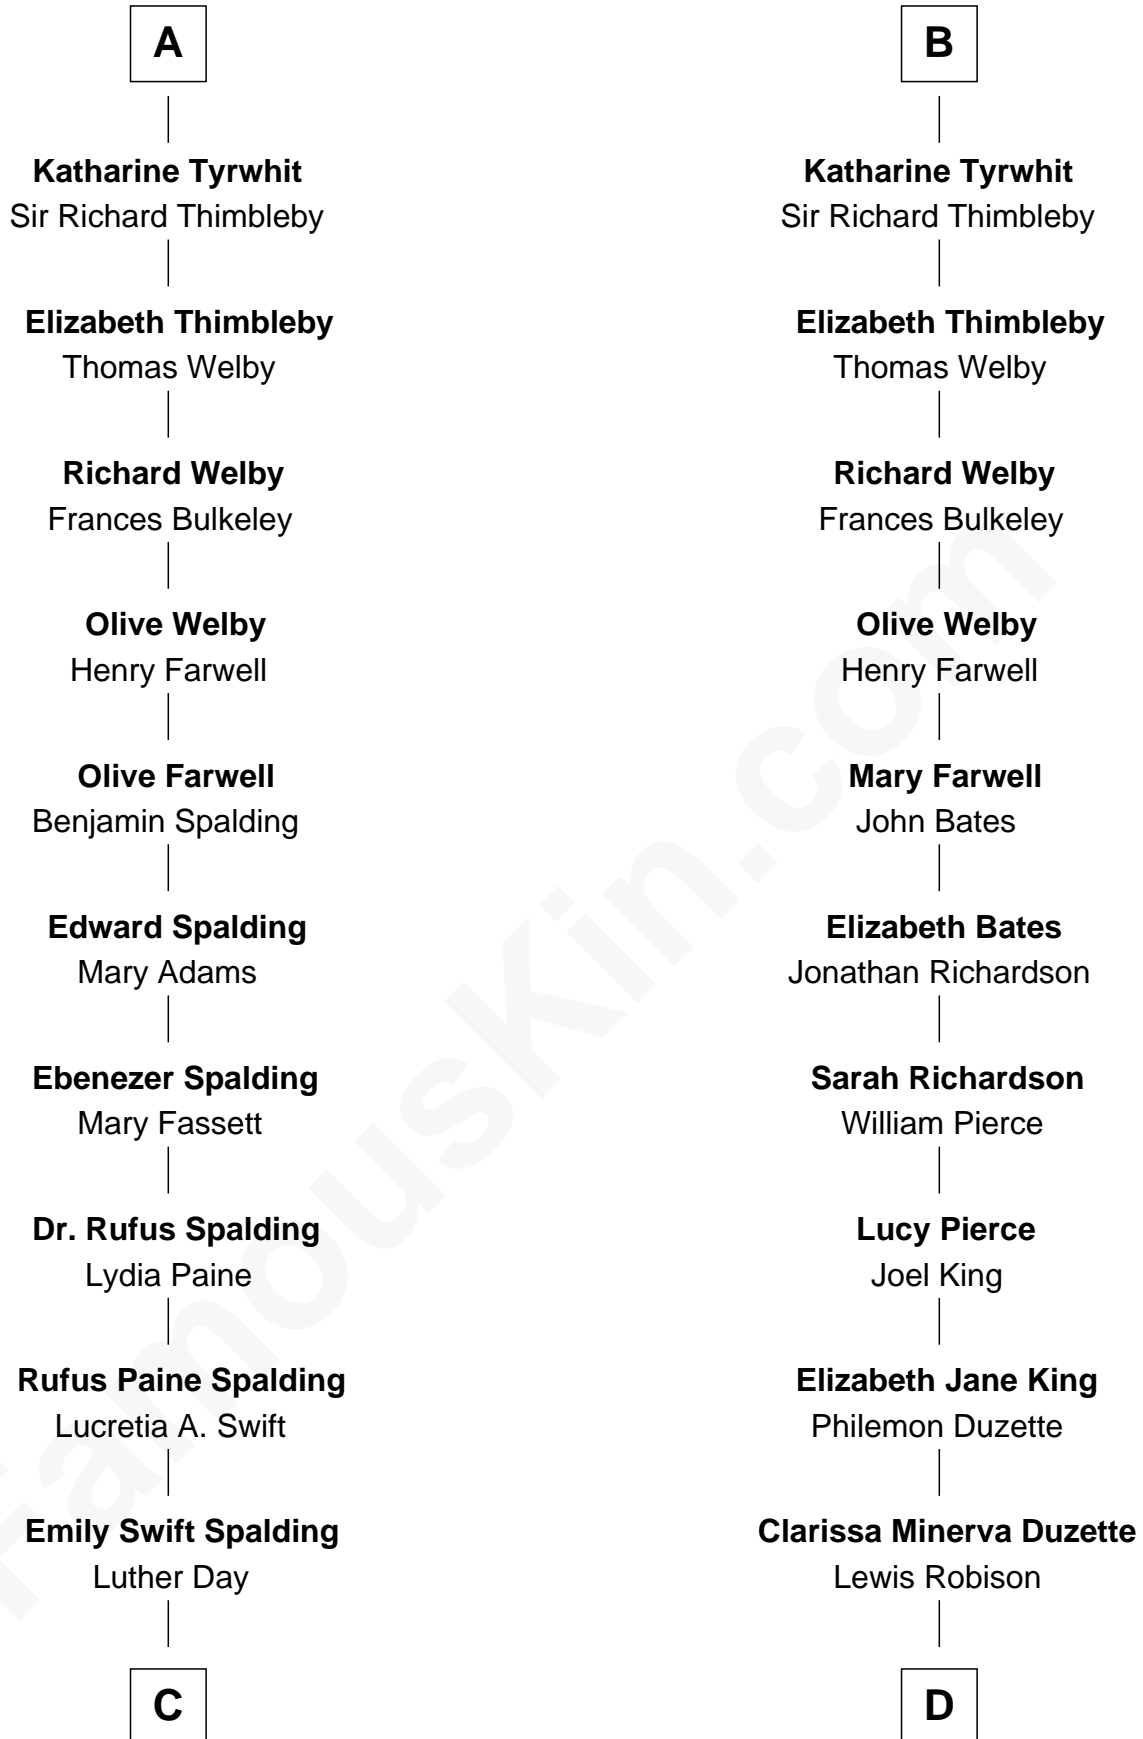 A
Katharine Tyrwhit
Sir Richard Thimbleby
Elizabeth Thimbleby
Thomas Welby
Richard Welby
Frances Bulkeley
Olive Welby
Henry Farwell
Olive Farwell
Benjamin Spalding
Edward Spalding
Mary Adams
Ebenezer Spalding
Mary Fassett
Dr. Rufus Spalding
Lydia Paine
Rufus Paine Spalding
Lucretia A. Swift
Emily Swift Spalding
Luther Day
C
B
Katharine Tyrwhit
Sir Richard Thimbleby
Elizabeth Thimbleby
Thomas Welby
Richard Welby
Frances Bulkeley
Olive Welby
Henry Farwell
Mary Farwell
John Bates
Elizabeth Bates
Jonathan Richardson
Sarah Richardson
William Pierce
Lucy Pierce
Joel King
Elizabeth Jane King
Philemon Duzette
Clarissa Minerva Duzette
Lewis Robison
D
FamousKin.com